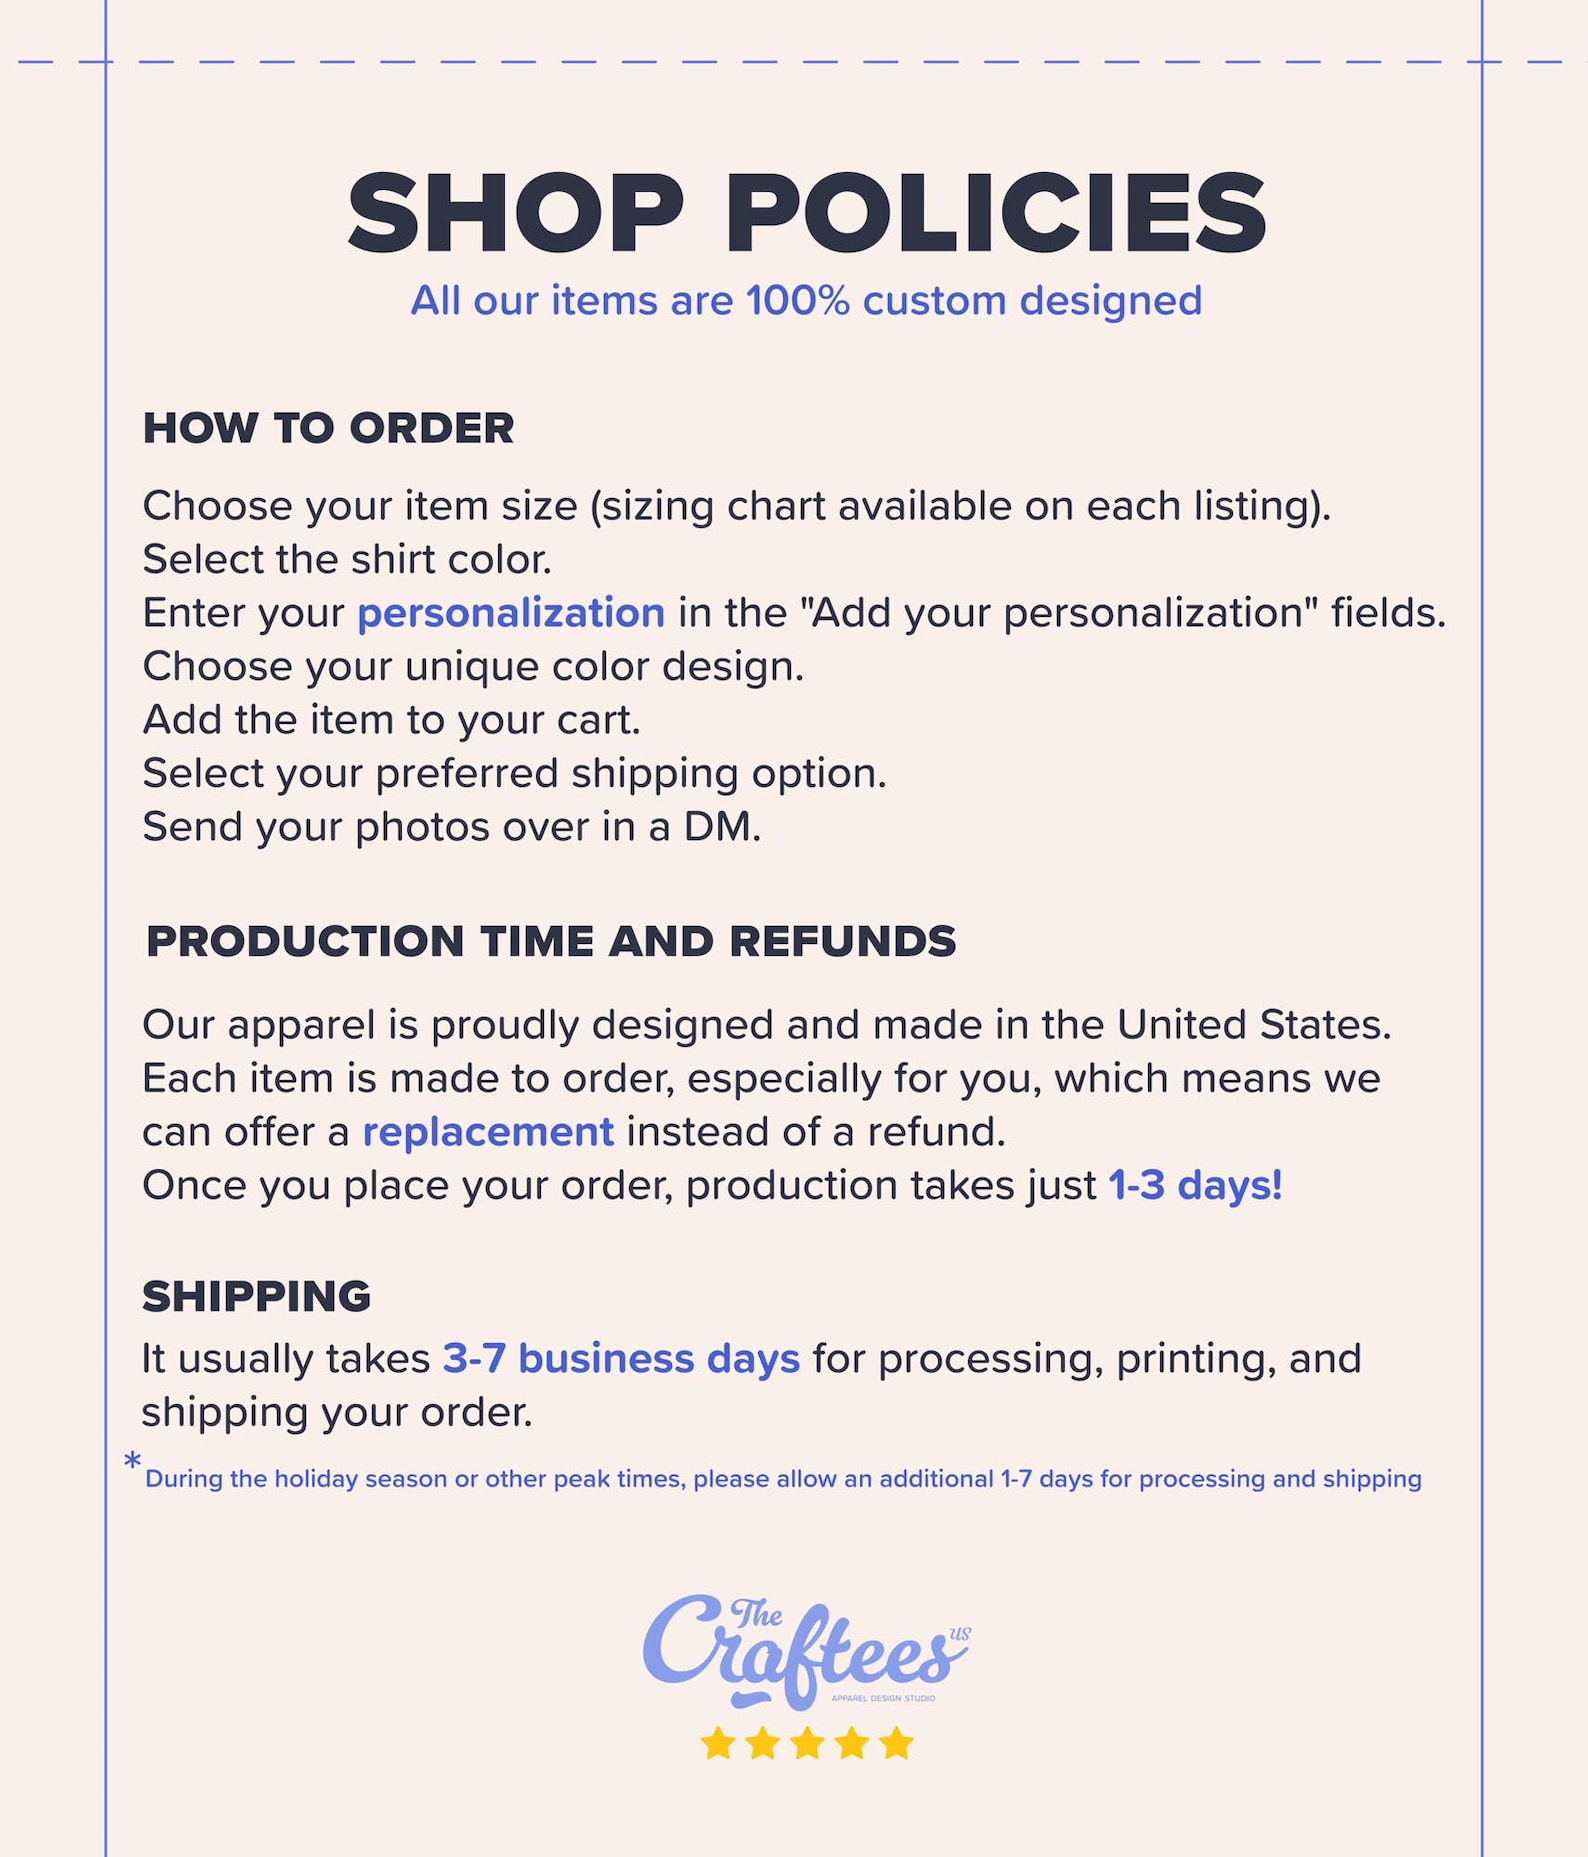 SHOP POLICIES
All our items are 100% custom designed
HOW TO ORDER
Choose your item size (sizing chart available on each listing).
Select the shirt color.
Enter your personalization in the "Add your personalization" fields.
Choose your unique color design.
Add the item to your cart.
Select your preferred shipping option.
Send your photos over in a DM.
PRODUCTION TIME AND REFUNDS
Our apparel is proudly designed and made in the United States.
Each item is made to order, especially for you, which means we
can offer a replacement instead of a refund.
Once you place your order, production takes just 1-3 days!
SHIPPING
It usually takes 3-7 business days for processing, printing, and
shipping your order.
*During the holiday season or other peak times, please allow an additional 1-7 days for processing and shipping
The
Craftees US
APPAREL DESIGN STUDIO